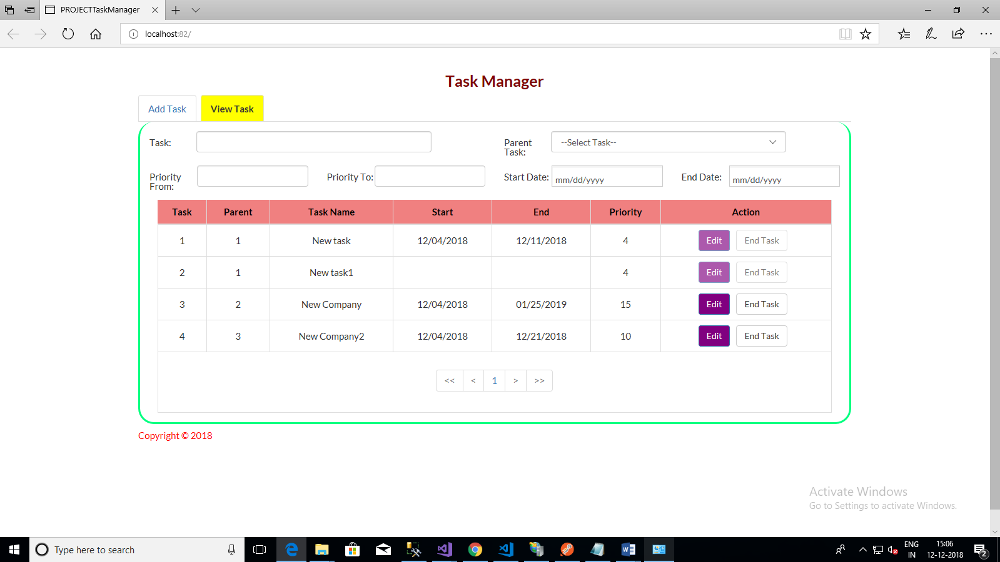 PROJECTTaskManager
localhost:82/
Task Manager
Add Task View Task
Task: Parent Task: --Select Task--
Priority From: Priority To: Start Date: mm/dd/yyyy End Date: mm/dd/yyyy
Task Parent Task Name Start End Priority Action
1 1 New task 12/04/2018 12/11/2018 4 Edit End Task
2 1 New task1 4 Edit End Task
3 2 New Company 12/04/2018 01/25/2019 15 Edit End Task
4 3 New Company2 12/04/2018 12/21/2018 10 Edit End Task
<< < 1 > >>
Copyright © 2018
Activate Windows
Go to Settings to activate Windows.
Type here to search
ENG 15:06
IN 12-12-2018 2